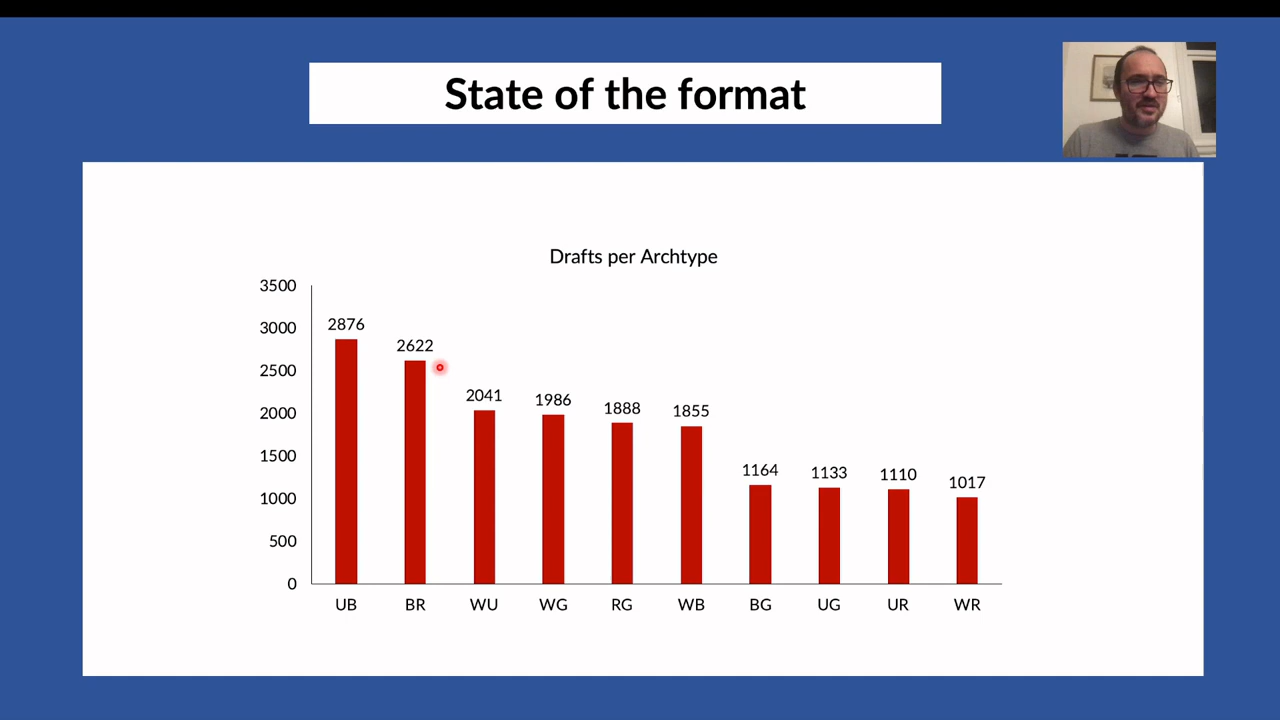 State of the format
Drafts per Archtype
3500
3000
2500
2000
1500
1000
500
0
2876
2622
2041
1986
1888
1855
1164
1133
1110
1017
UB
BR
WU
WG
RG
WB
BG
UG
UR
WR